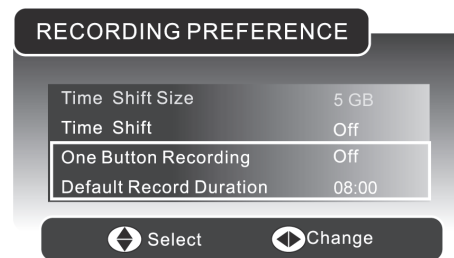 RECORDING PREFERENCE
Time Shift Size 5 GB
Time Shift Off
One Button Recording Off
Default Record Duration 08:00
Select Change